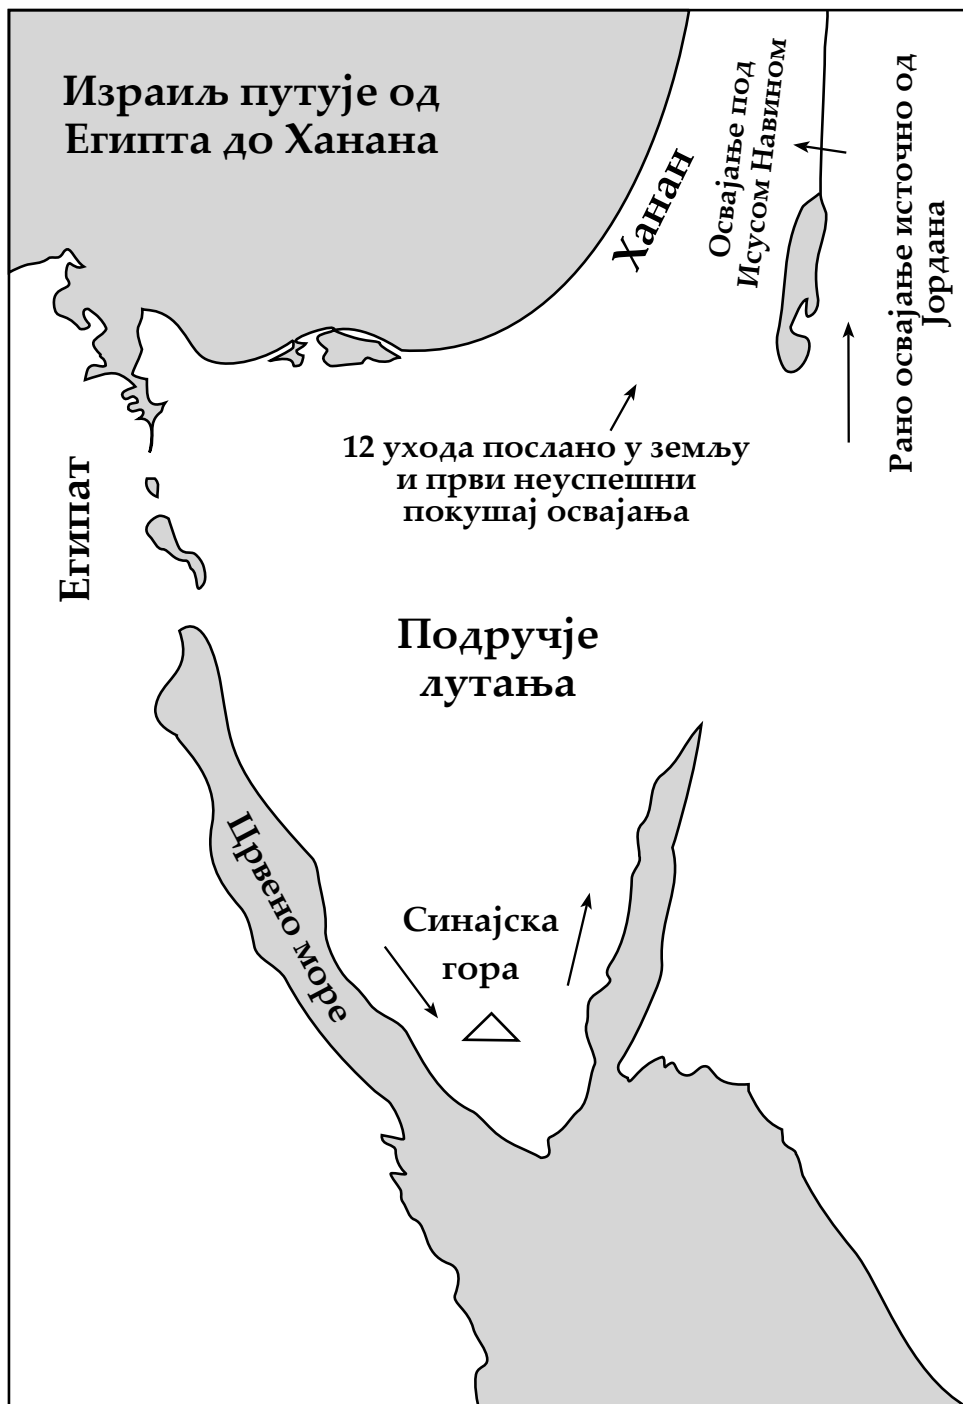 Израиљ путује од
Египта до Ханана
Ханан
Освајање под
Исусом Навином
Рано освајање источно од
Јордана
12 ухода послано у земљу
и први неуспешни
покушај освајања
Египат
Подручје
лутања
Црвено море
Синајска
гора